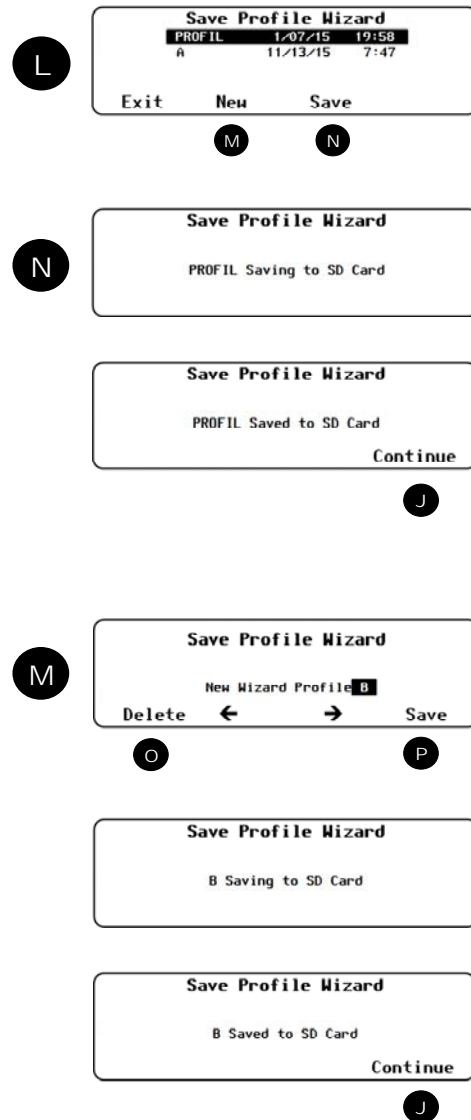 Save Profile Wizard
PROFIL 1/07/15 19:58
A 11/13/15 7:47
L
Exit New Save
M N
Save Profile Wizard
N
PROFIL Saving to SD Card
Save Profile Wizard
PROFIL Saved to SD Card
Continue
J
Save Profile Wizard
M
New Wizard Profile B
Delete ← → Save
O P
Save Profile Wizard
B Saving to SD Card
Save Profile Wizard
B Saved to SD Card
Continue
J